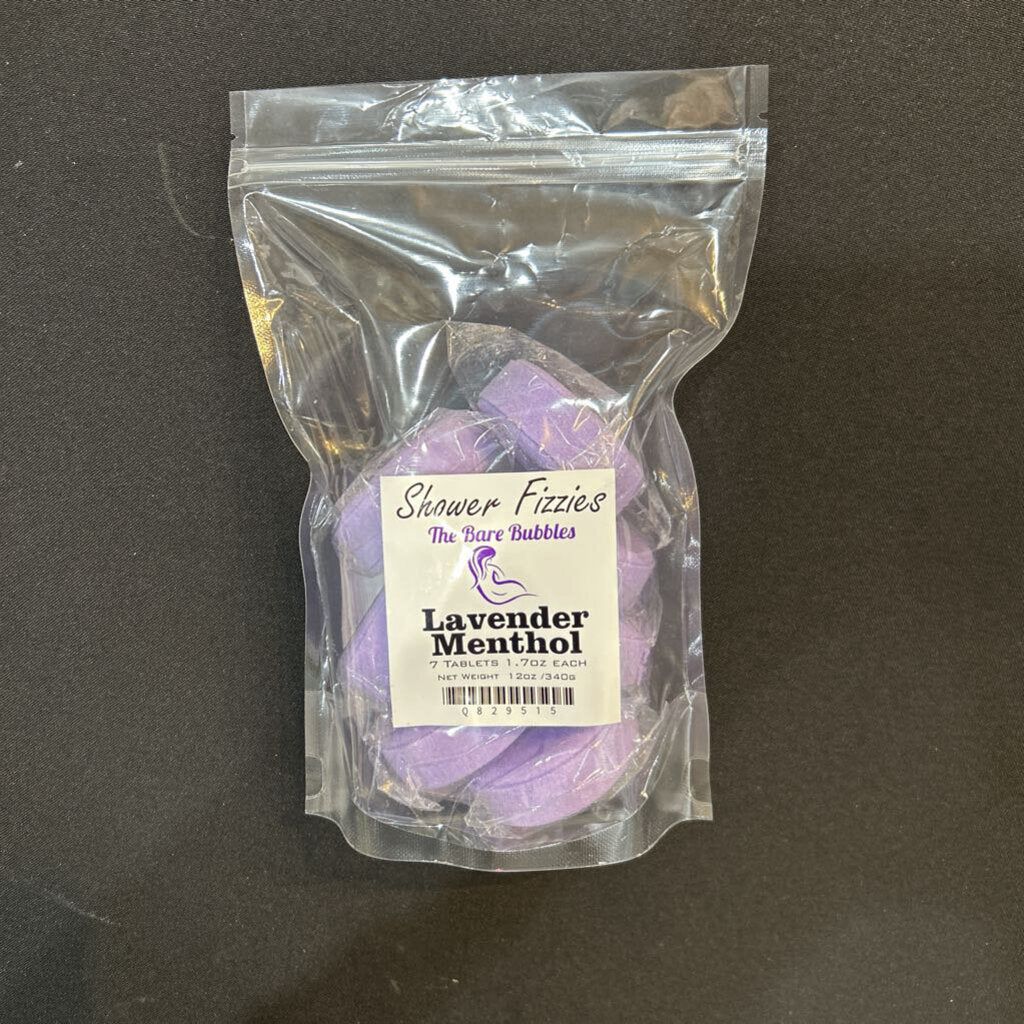 Shower Fizzies
The Bare Bubbles
Lavender
Menthol
7 Tablets 1.7oz each
Net Weight 12oz /340g
Q829515